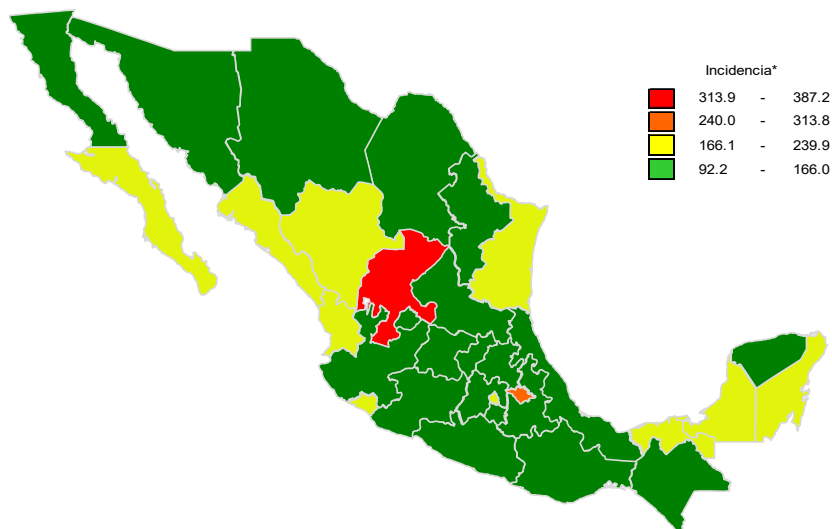 Incidencia*
313.9 - 387.2
240.0 - 313.8
166.1 - 239.9
92.2 - 166.0